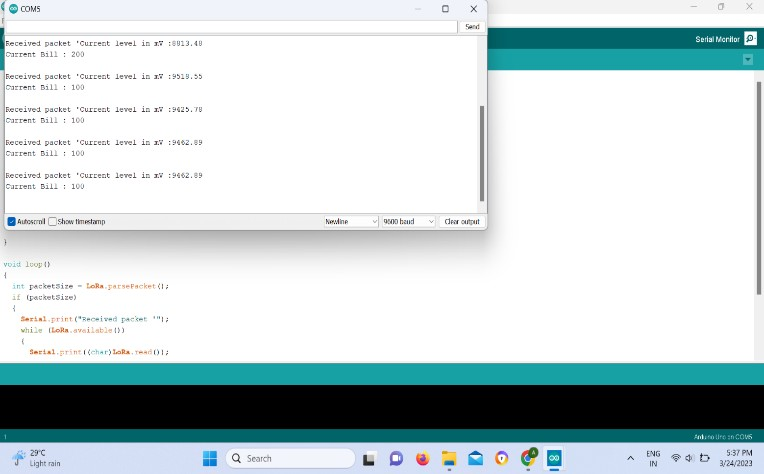 COM5
Send
Received packet 'Current level in mV :8813.48
Current Bill : 200
Received packet 'Current level in mV :9519.55
Current Bill : 100
Received packet 'Current level in mV :9425.78
Current Bill : 100
Received packet 'Current level in mV :9462.89
Current Bill : 100
Received packet 'Current level in mV :9462.89
Current Bill : 100
Autoscroll Show timestamp Newline 9600 baud Clear output
Serial Monitor
}
void loop()
{
int packetSize = LoRa.parsePacket();
if (packetSize)
{
Serial.print("Received packet '");
while (LoRa.available())
{
Serial.print((char)LoRa.read());
1
Arduino Uno on COM5
29°C
Light rain
Search
ENG
IN
5:37 PM
3/24/2023